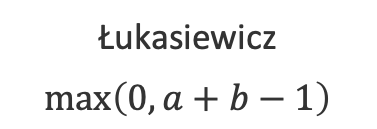 Łukasiewicz
max(0, a + b − 1)